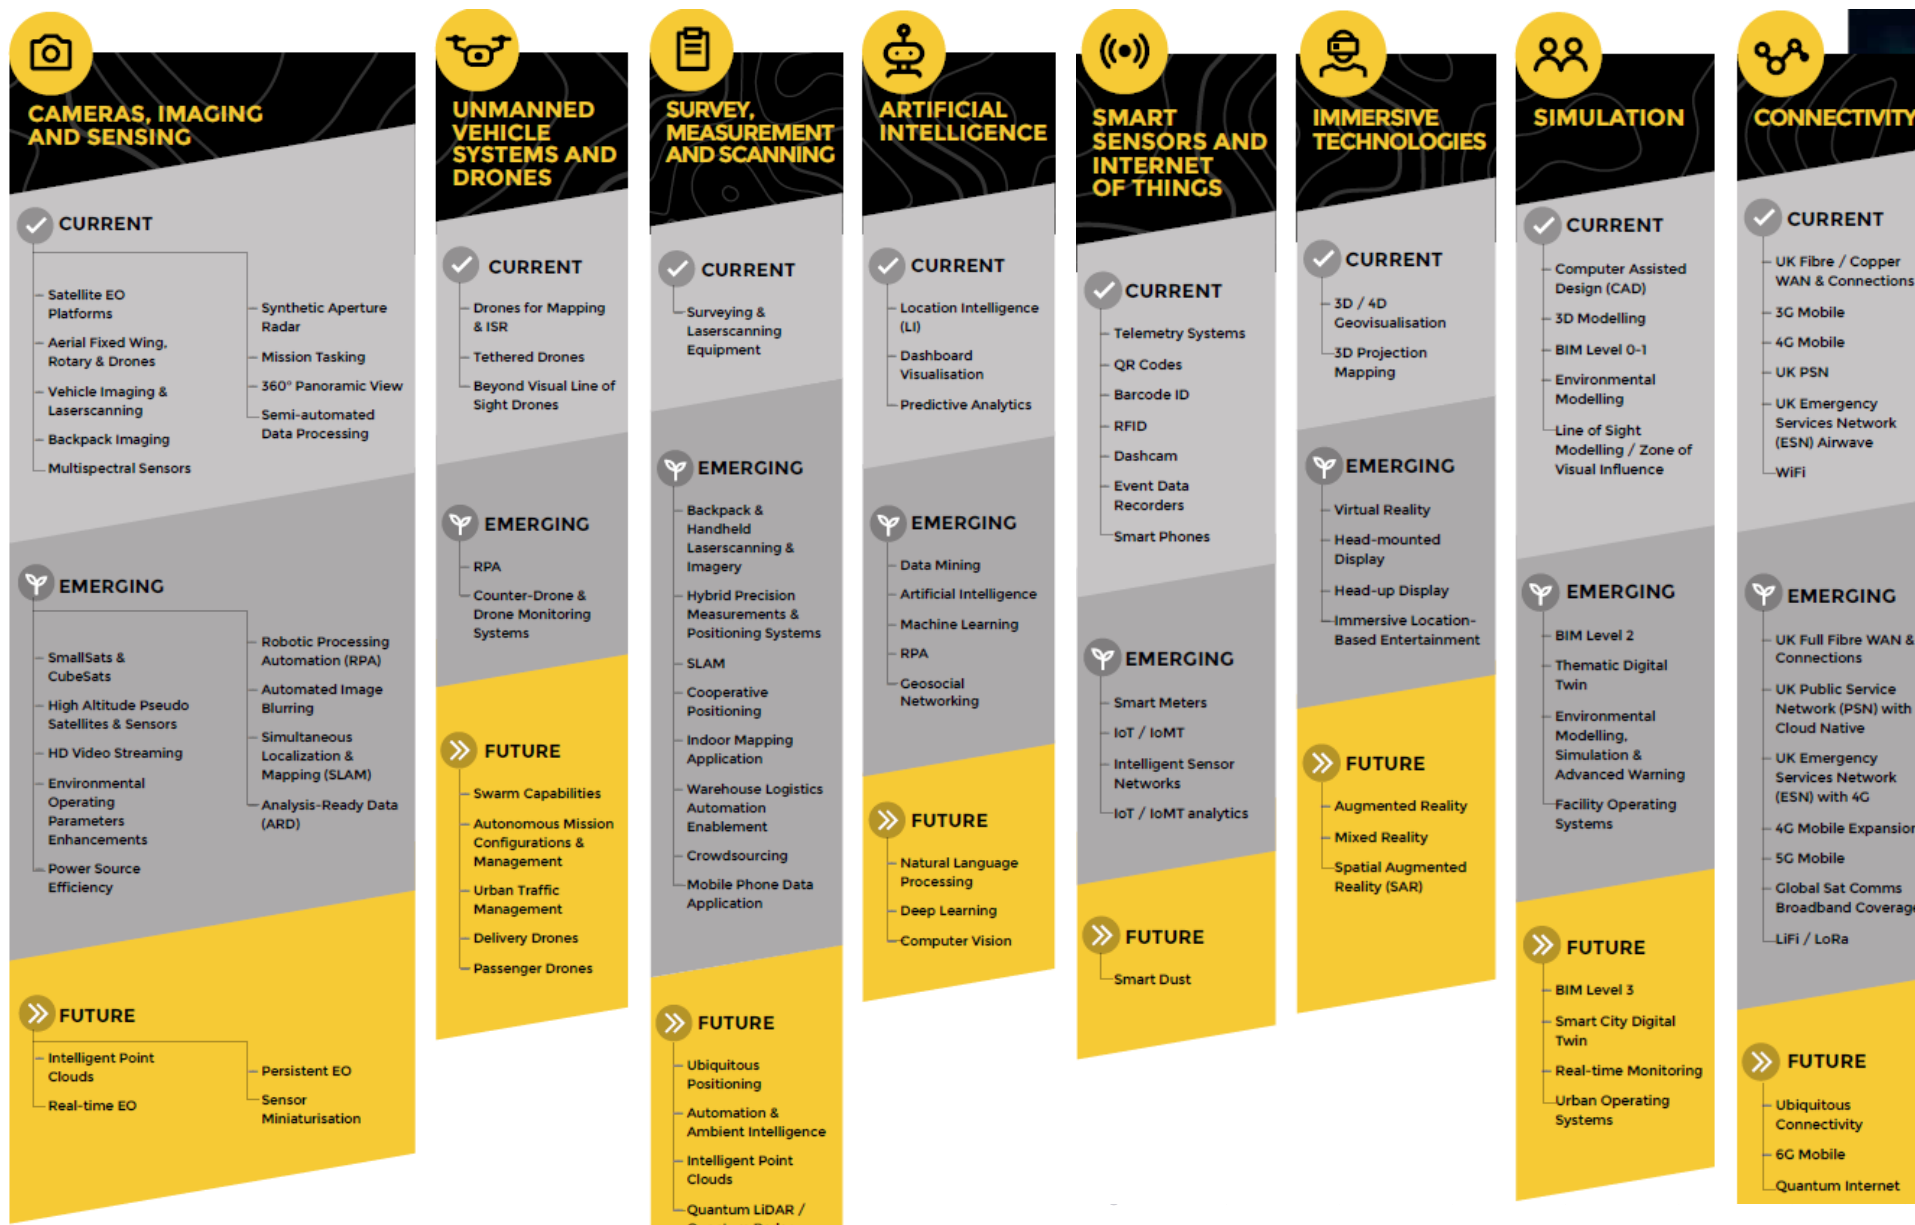 CAMERAS, IMAGING
AND SENSING
CURRENT
Satellite EO
Platforms
Aerial Fixed Wing,
Rotary & Drones
Vehicle Imaging &
Laserscanning
Backpack Imaging
Multispectral Sensors
Synthetic Aperture
Radar
Mission Tasking
360° Panoramic View
Semi-automated
Data Processing
EMERGING
SmallSats &
CubeSats
High Altitude Pseudo
Satellites & Sensors
HD Video Streaming
Environmental
Operating
Parameters
Enhancements
Power Source
Efficiency
Robotic Processing
Automation (RPA)
Automated Image
Blurring
Simultaneous
Localization &
Mapping (SLAM)
Analysis-Ready Data
(ARD)
FUTURE
Intelligent Point
Clouds
Real-time EO
Persistent EO
Sensor
Miniaturisation
UNMANNED
VEHICLE
SYSTEMS AND
DRONES
CURRENT
Drones for Mapping
& ISR
Tethered Drones
Beyond Visual Line of
Sight Drones
EMERGING
RPA
Counter-Drone &
Drone Monitoring
Systems
FUTURE
Swarm Capabilities
Autonomous Mission
Configurations &
Management
Urban Traffic
Management
Delivery Drones
Passenger Drones
SURVEY,
MEASUREMENT
AND SCANNING
CURRENT
Surveying &
Laserscanning
Equipment
EMERGING
Backpack &
Handheld
Laserscanning &
Imagery
Hybrid Precision
Measurements &
Positioning Systems
SLAM
Cooperative
Positioning
Indoor Mapping
Application
Warehouse Logistics
Automation
Enablement
Crowdsourcing
Mobile Phone Data
Application
FUTURE
Ubiquitous
Positioning
Automation &
Ambient Intelligence
Intelligent Point
Clouds
Quantum LiDAR /
ARTIFICIAL
INTELLIGENCE
CURRENT
Location Intelligence
(LI)
Dashboard
Visualisation
Predictive Analytics
EMERGING
Data Mining
Artificial Intelligence
Machine Learning
RPA
Geosocial
Networking
FUTURE
Natural Language
Processing
Deep Learning
Computer Vision
SMART
SENSORS AND
INTERNET
OF THINGS
CURRENT
Telemetry Systems
QR Codes
Barcode ID
RFID
Dashcam
Event Data
Recorders
Smart Phones
EMERGING
Smart Meters
IoT / IoMT
Intelligent Sensor
Networks
IoT / IoMT analytics
FUTURE
Smart Dust
IMMERSIVE
TECHNOLOGIES
CURRENT
3D / 4D
Geovisualisation
3D Projection
Mapping
EMERGING
Virtual Reality
Head-mounted
Display
Head-up Display
Immersive Location-
Based Entertainment
FUTURE
Augmented Reality
Mixed Reality
Spatial Augmented
Reality (SAR)
SIMULATION
CURRENT
Computer Assisted
Design (CAD)
3D Modelling
BIM Level 0-1
Environmental
Modelling
Line of Sight
Modelling / Zone of
Visual Influence
EMERGING
BIM Level 2
Thematic Digital
Twin
Environmental
Modelling,
Simulation &
Advanced Warning
Facility Operating
Systems
FUTURE
BIM Level 3
Smart City Digital
Twin
Real-time Monitoring
Urban Operating
Systems
CONNECTIVITY
CURRENT
UK Fibre / Copper
WAN & Connections
3G Mobile
4G Mobile
UK PSN
UK Emergency
Services Network
(ESN) Airwave
WiFi
EMERGING
UK Full Fibre WAN &
Connections
UK Public Service
Network (PSN) with
Cloud Native
UK Emergency
Services Network
(ESN) with 4G
4G Mobile Expansion
5G Mobile
Global Sat Comms
Broadband Coverage
LiFi / LoRa
FUTURE
Ubiquitous
Connectivity
6G Mobile
Quantum Internet